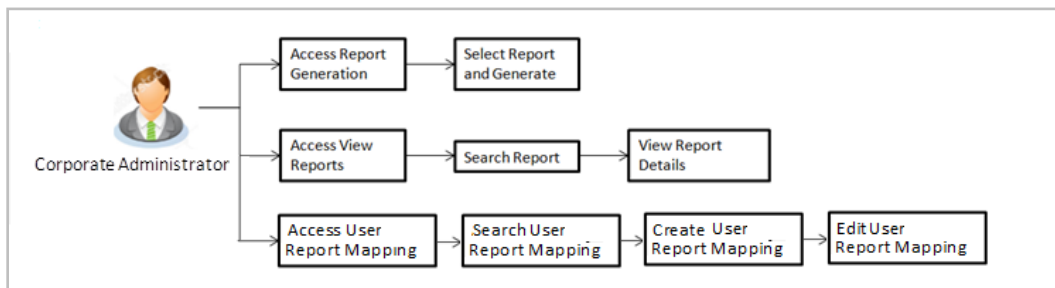 Access Report
Generation
Select Report
and Generate
Corporate Administrator
Access View
Reports
Search Report
View Report
Details
Access User
Report Mapping
Search User
Report Mapping
Create User
Report Mapping
Edit User
Report Mapping